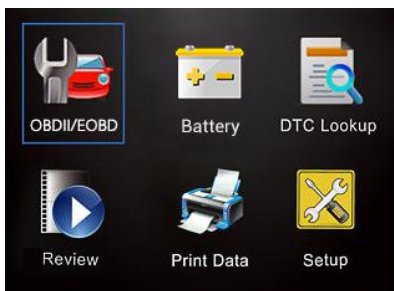 OBDII/EOBD
Battery
DTC Lookup
Review
Print Data
Setup